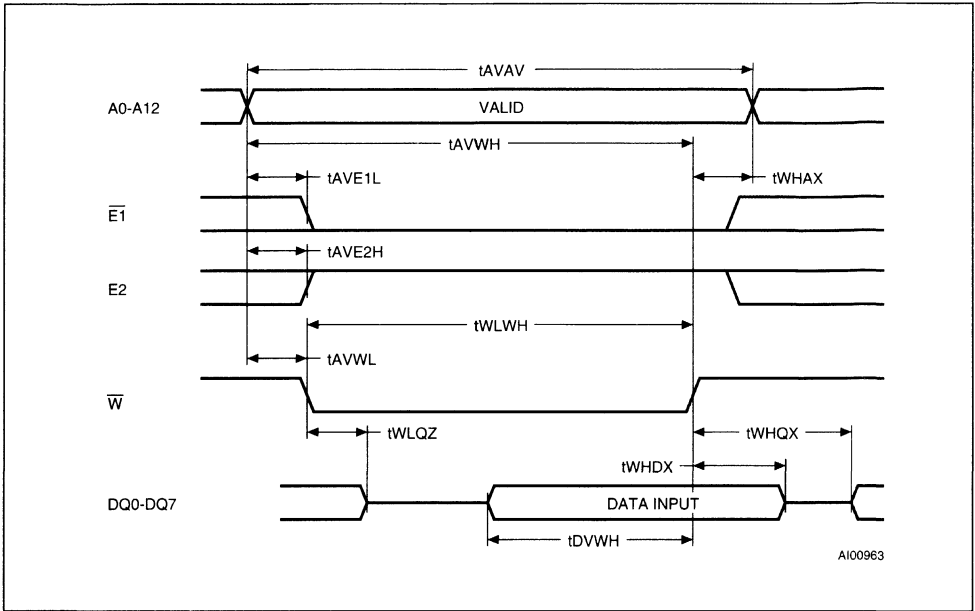 tAVAV
A0-A12 VALID
tAVWH
tAVE1L tWHAX
E1
tAVE2H
E2
tWLWH
tAVWL
W
tWLQZ tWHQX
tWHDX
DQ0-DQ7 DATA INPUT
tDVWH
AI00963